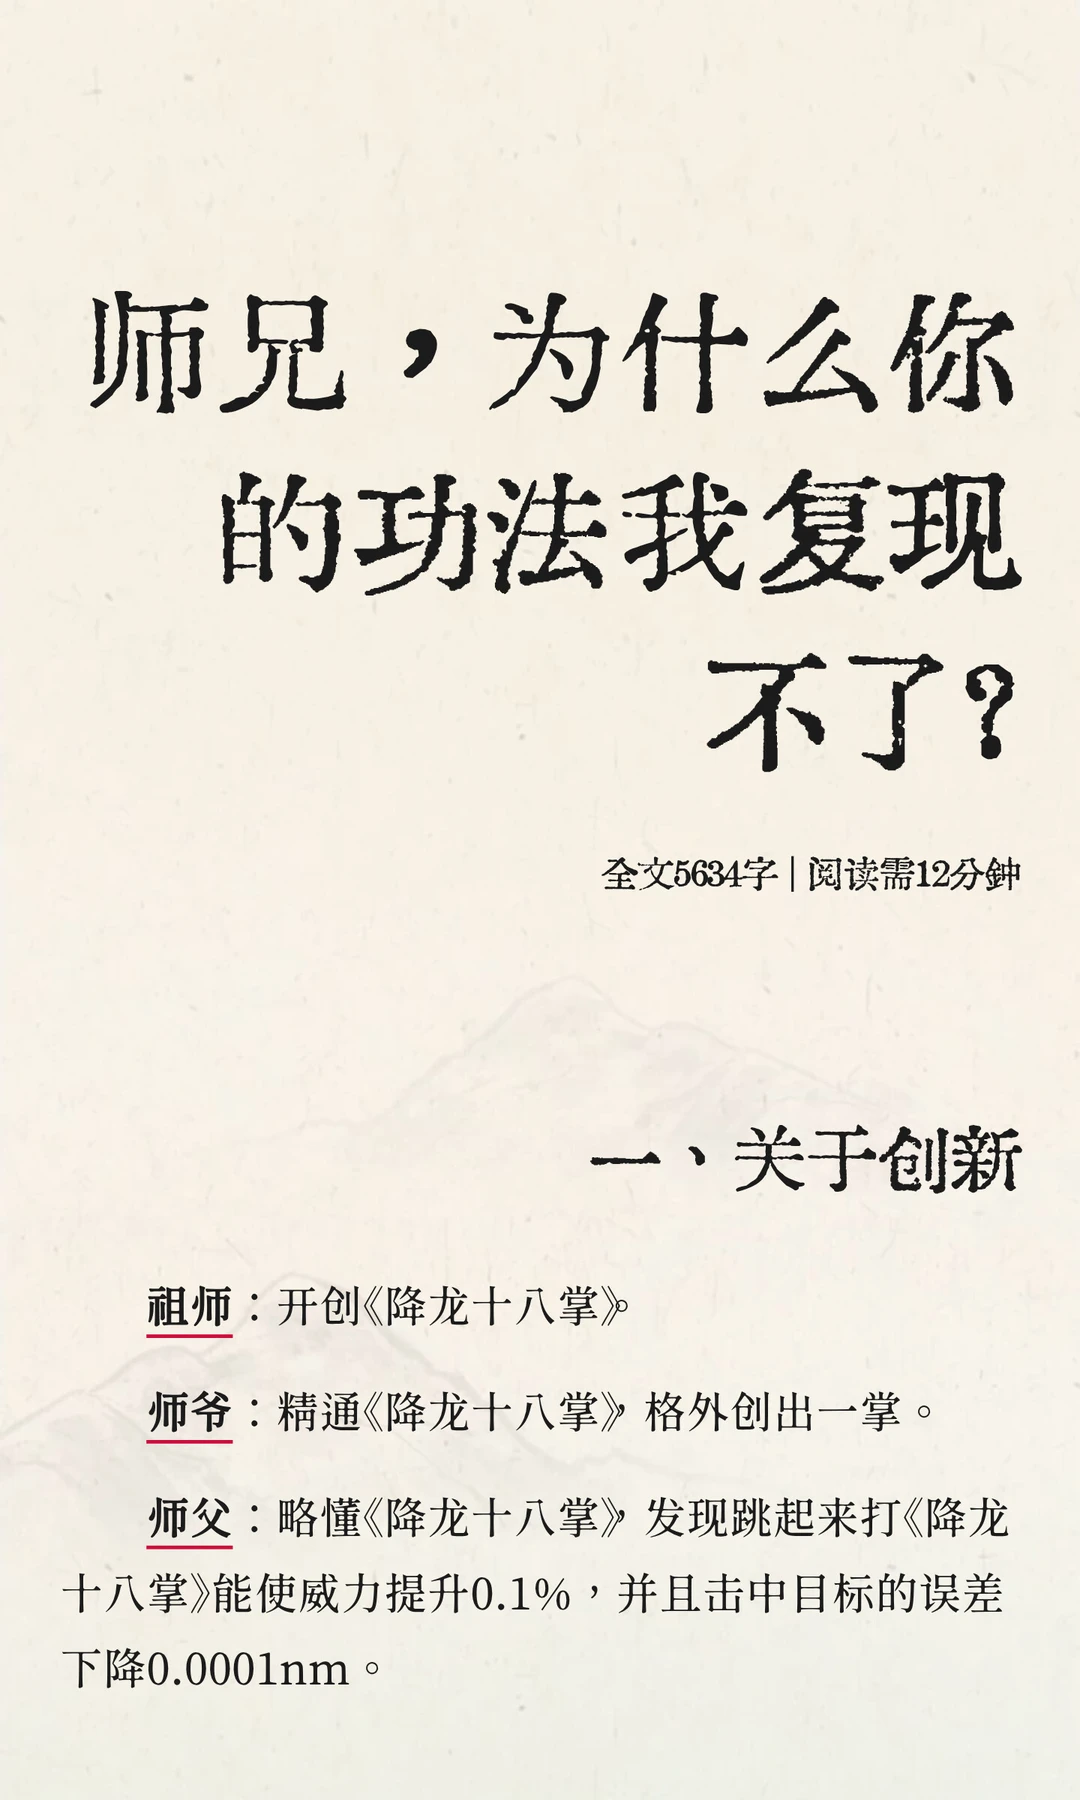 师兄，为什么你
的功法我复现
不了?
全文5634字 | 阅读需12分鐘
一、关于创新
祖师：开创《降龙十八掌》。
师爷：精通《降龙十八掌》，格外创出一掌。
师父：略懂《降龙十八掌》，发现跳起来打《降龙
十八掌》能使威力提升0.1%，并且击中目标的误差
下降0.0001nm。